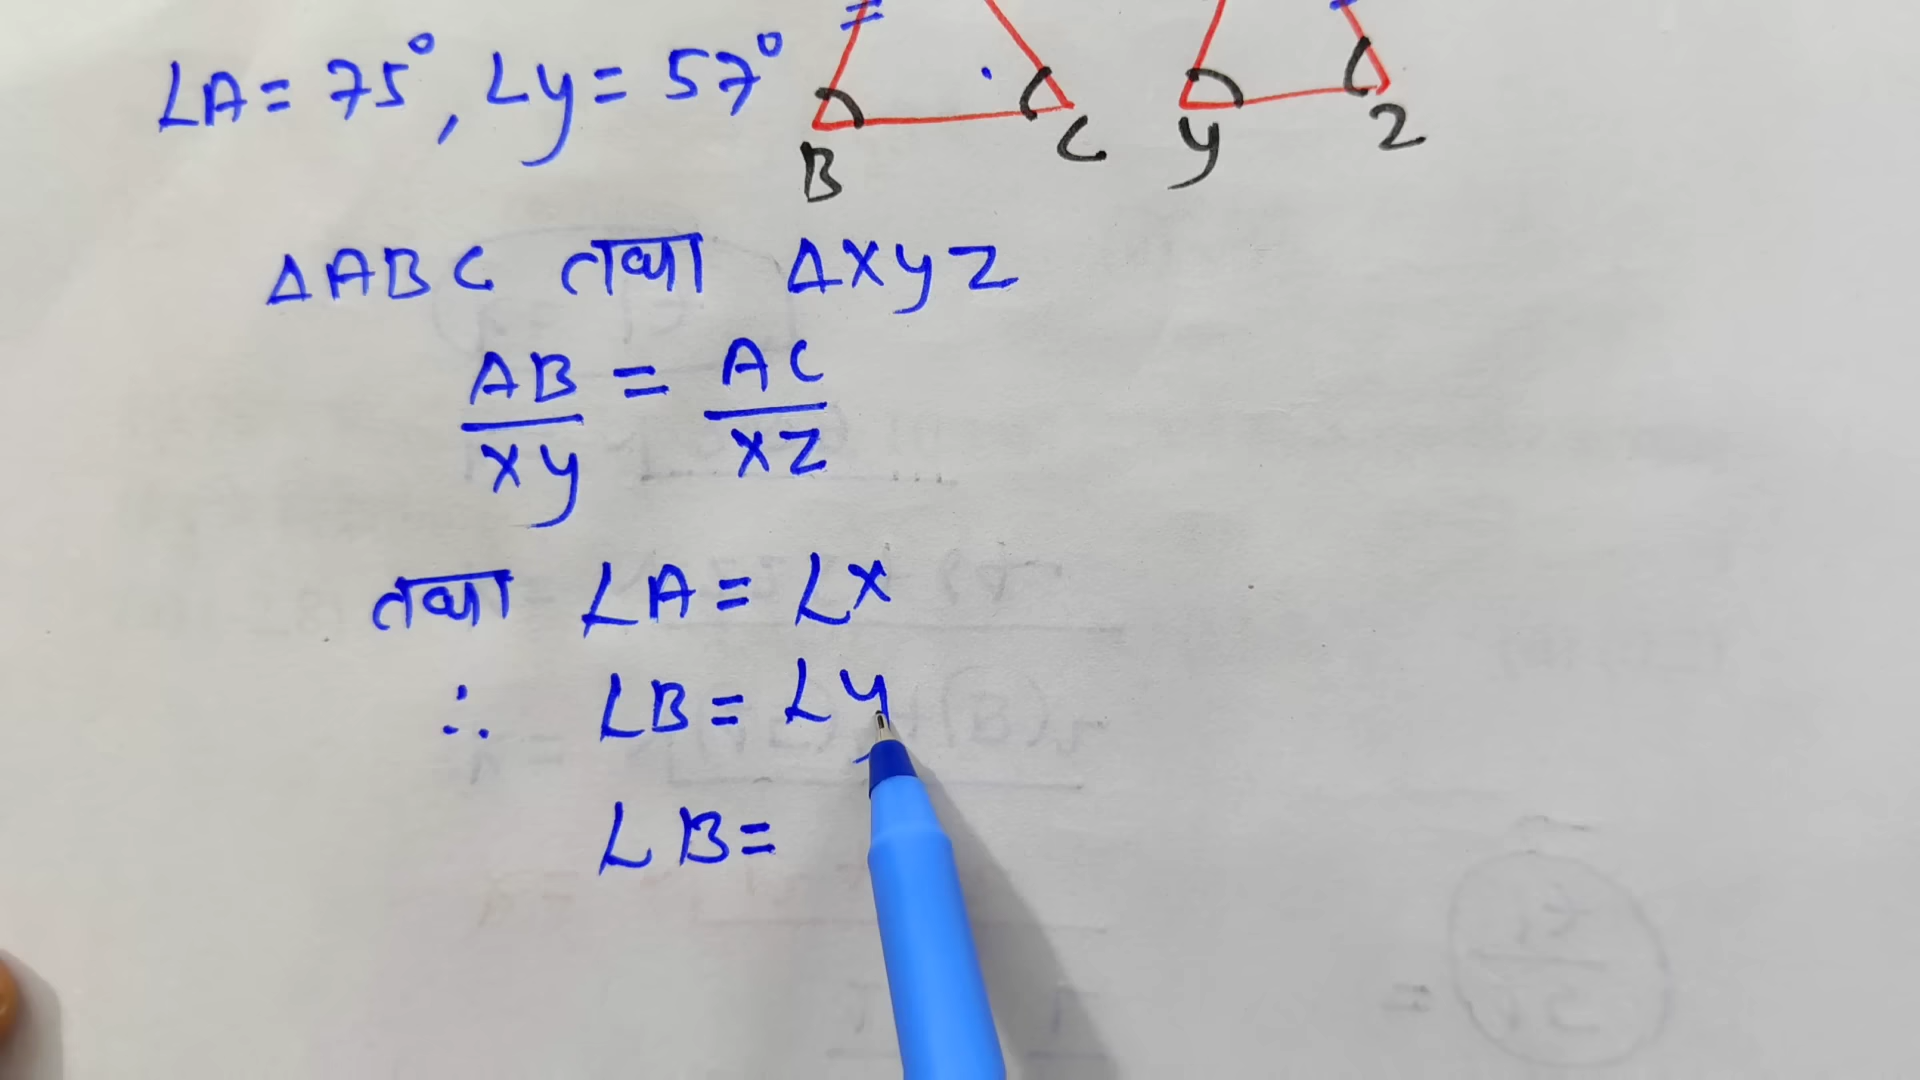 ∠A = 75°, ∠y = 57°
B C y Z
ΔABC तथा Δxyz
AB/xy = AC/xz
तथा ∠A = ∠x
∴ ∠B = ∠y
∠B =